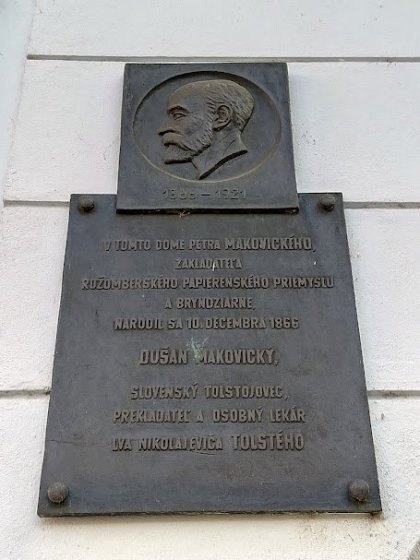 1866 – 1921
V TOMTO DOME PETRA MAKOVICKÉHO,
ZAKLADATEĽA
RUŽOMBERSKÉHO PAPIERENSKÉHO PRIEMYSLU
A BRYNDZIARNE,
NARODIL SA 10. DECEMBRA 1866
DUŠAN MAKOVICKÝ,
SLOVENSKÝ TOLSTOJOVEC,
PREKLADATEĽ A OSOBNÝ LEKÁR
LVA NIKOLAJEVIČA TOLSTÉHO